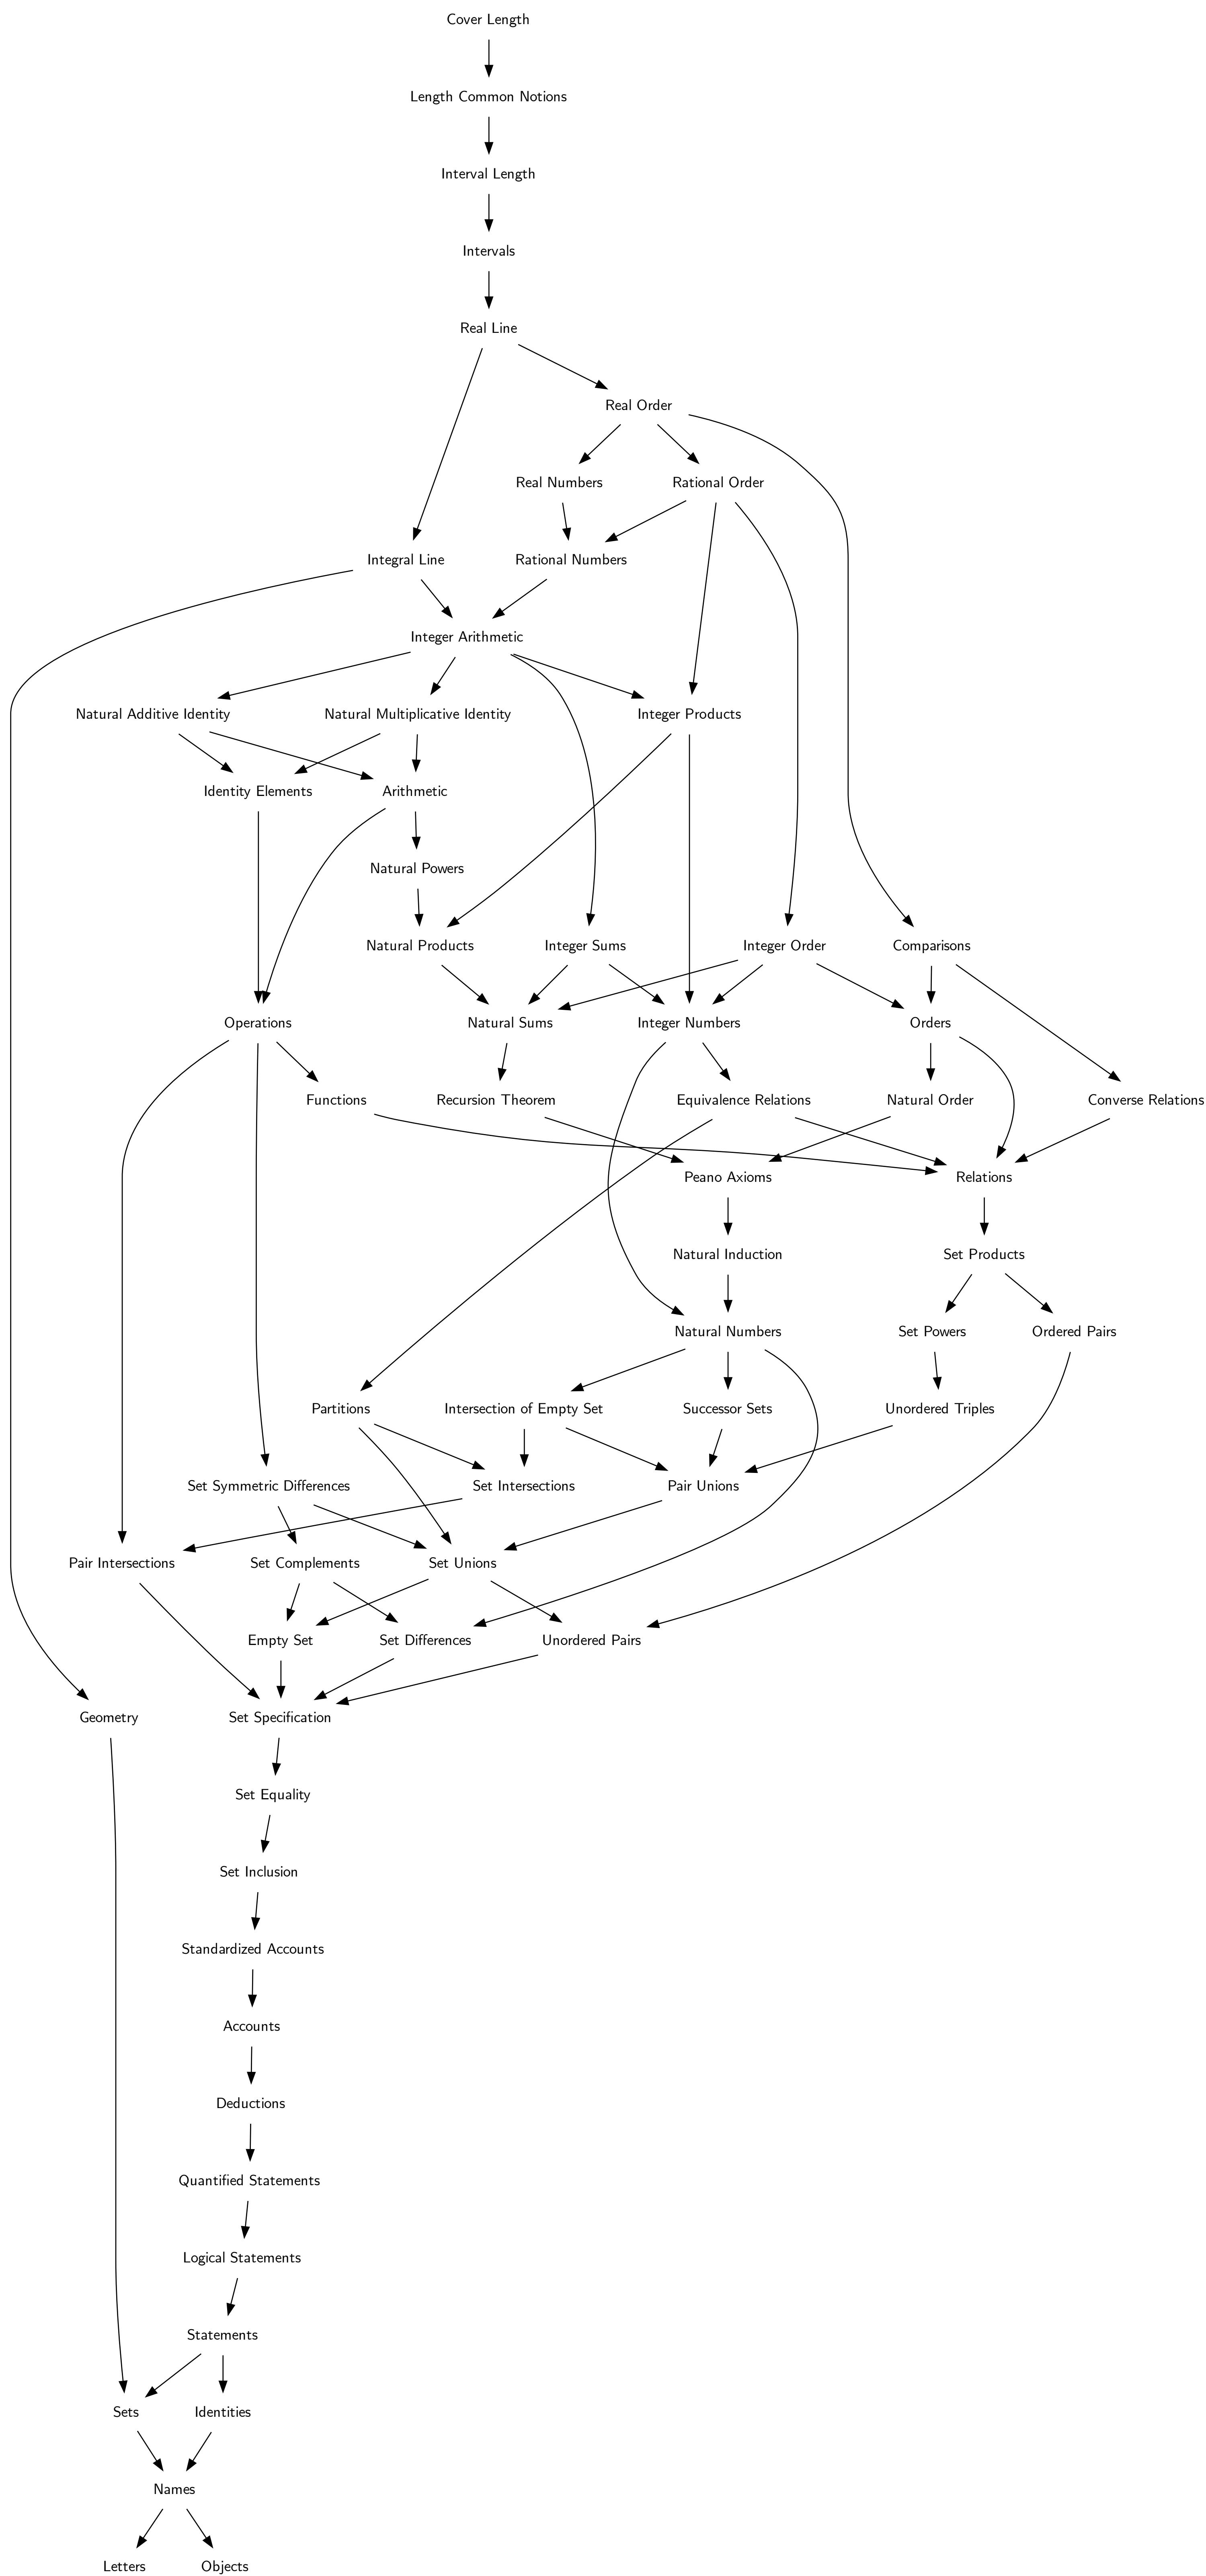 Cover Length
Length Common Notions
Interval Length
Intervals
Real Line
Real Order
Real Numbers
Rational Order
Integral Line
Rational Numbers
Integer Arithmetic
Natural Additive Identity
Natural Multiplicative Identity
Integer Products
Identity Elements
Arithmetic
Natural Powers
Natural Products
Integer Sums
Integer Order
Comparisons
Operations
Natural Sums
Integer Numbers
Orders
Functions
Recursion Theorem
Equivalence Relations
Natural Order
Converse Relations
Peano Axioms
Relations
Natural Induction
Set Products
Natural Numbers
Set Powers
Ordered Pairs
Partitions
Intersection of Empty Set
Successor Sets
Unordered Triples
Set Symmetric Differences
Set Intersections
Pair Unions
Pair Intersections
Set Complements
Set Unions
Empty Set
Set Differences
Unordered Pairs
Geometry
Set Specification
Set Equality
Set Inclusion
Standardized Accounts
Accounts
Deductions
Quantified Statements
Logical Statements
Statements
Sets
Identities
Names
Letters
Objects